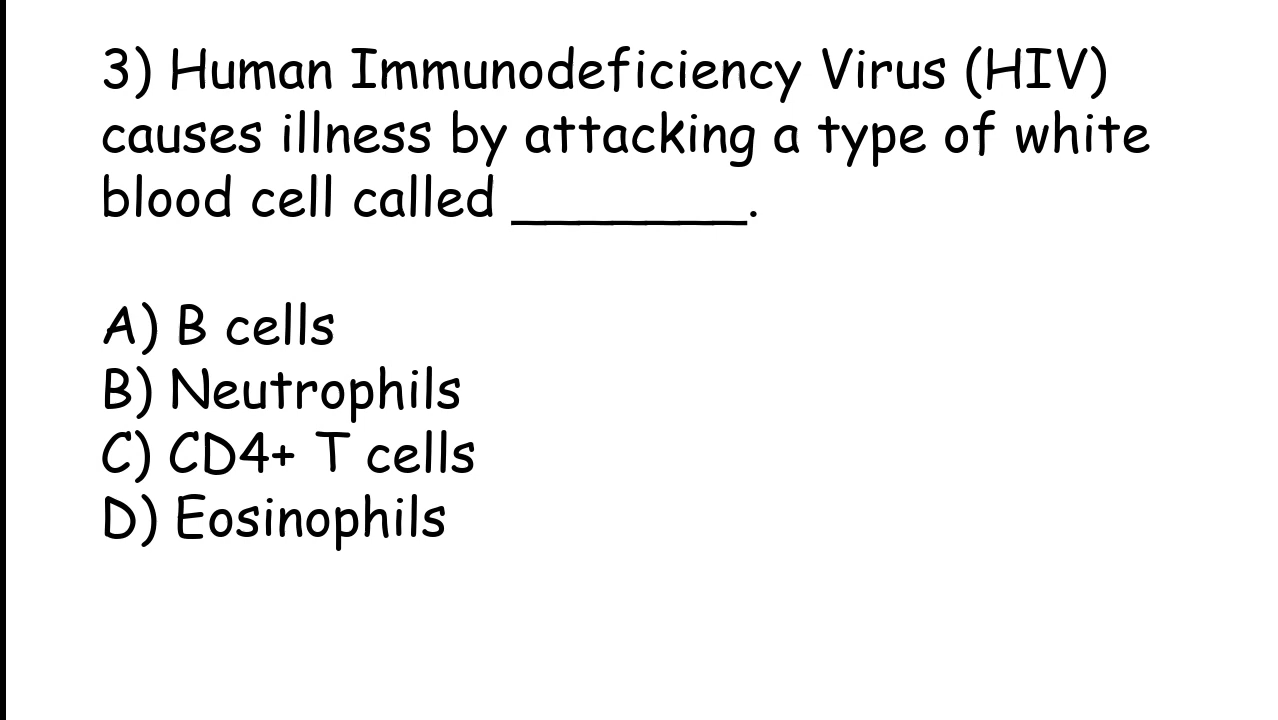 3) Human Immunodeficiency Virus (HIV)
causes illness by attacking a type of white
blood cell called _______.
A) B cells
B) Neutrophils
C) CD4+ T cells
D) Eosinophils